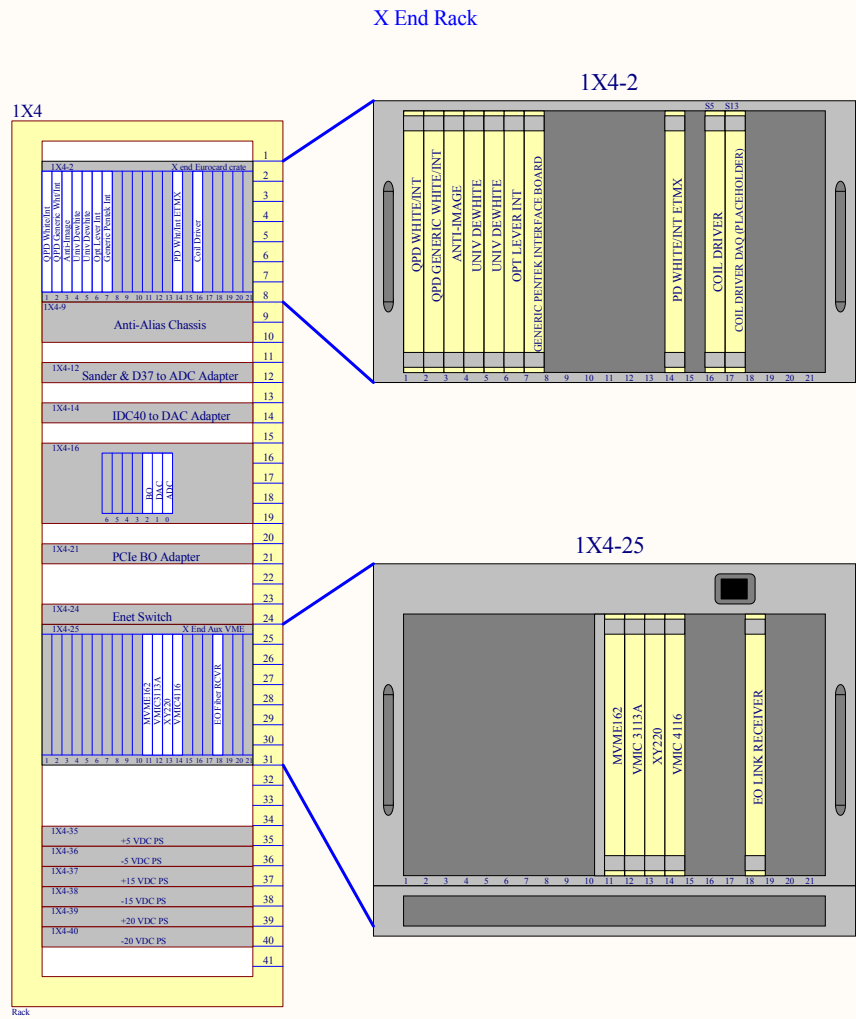 X End Rack
1X4
1
1X4-2 X end Eurocard crate
2
3
4
5
6
7
8
QPD White/Int
QPD Generic Wht/Int
Anti-Image
Univ Dewhite
Univ Dewhite
Opt Lever Int
Generic Pentek Int
PD Wht/Int ETMX
Coil Driver
1 2 3 4 5 6 7 8 9 10 11 12 13 14 15 16 17 18 19 20 21
1X4-9
9
Anti-Alias Chassis
10
11
1X4-12
Sander & D37 to ADC Adapter
12
13
1X4-14
IDC40 to DAC Adapter
14
15
1X4-16
16
17
18
19
BO
DAC
ADC
6 5 4 3 2 1 0
20
1X4-21
PCIe BO Adapter
21
22
23
1X4-24
Enet Switch
24
1X4-25 X End Aux VME
25
26
27
28
29
30
31
MVME162
VMIC3113A
XY220
VMIC4116
EO Fiber RCVR
1 2 3 4 5 6 7 8 9 10 11 12 13 14 15 16 17 18 19 20 21
32
33
34
1X4-35
+5 VDC PS
35
1X4-36
-5 VDC PS
36
1X4-37
+15 VDC PS
37
1X4-38
-15 VDC PS
38
1X4-39
+20 VDC PS
39
1X4-40
-20 VDC PS
40
41
Rack
1X4-2
S5 S13
QPD WHITE/INT
QPD GENERIC WHITE/INT
ANTI-IMAGE
UNIV DEWHITE
UNIV DEWHITE
OPT LEVER INT
GENERIC PENTEK INTERFACE BOARD
PD WHITE/INT ETMX
COIL DRIVER
COIL DRIVER DAQ (PLACEHOLDER)
1 2 3 4 5 6 7 8 9 10 11 12 13 14 15 16 17 18 19 20 21
1X4-25
MVME162
VMIC 3113A
XY220
VMIC 4116
EO LINK RECEIVER
1 2 3 4 5 6 7 8 9 10 11 12 13 14 15 16 17 18 19 20 21